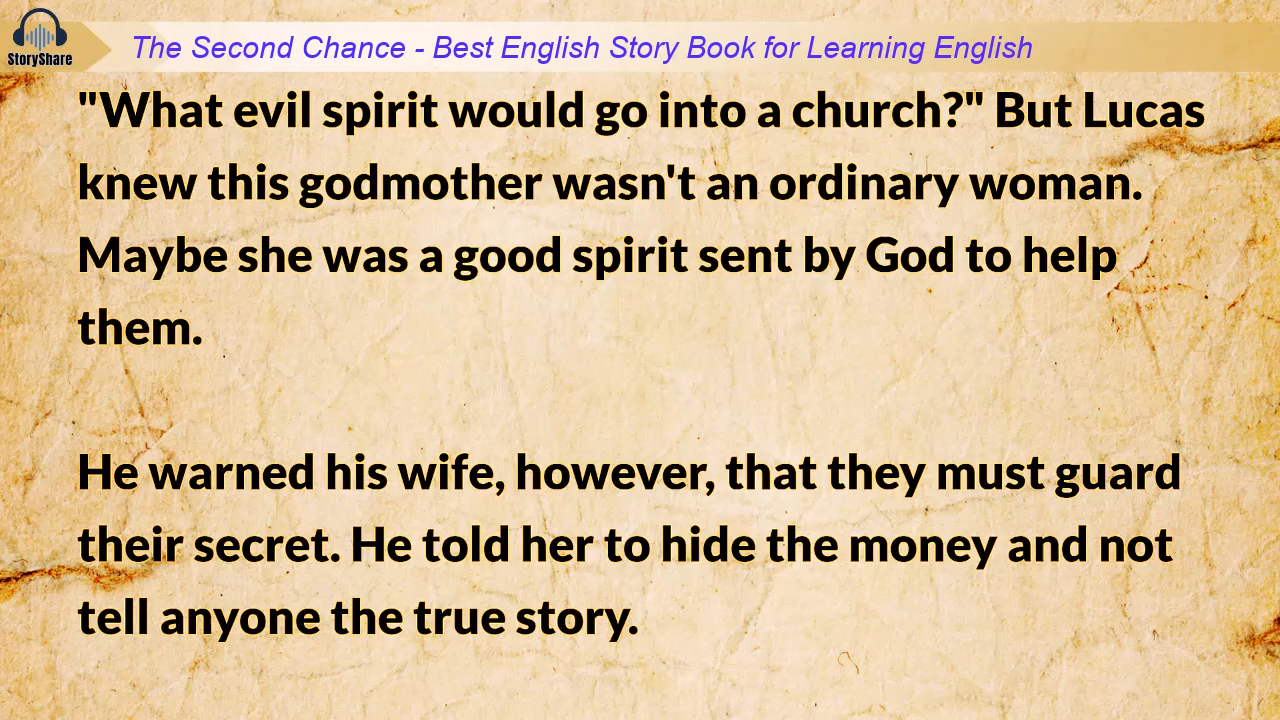 StoryShare
The Second Chance - Best English Story Book for Learning English
"What evil spirit would go into a church?" But Lucas
knew this godmother wasn't an ordinary woman.
Maybe she was a good spirit sent by God to help
them.
He warned his wife, however, that they must guard
their secret. He told her to hide the money and not
tell anyone the true story.